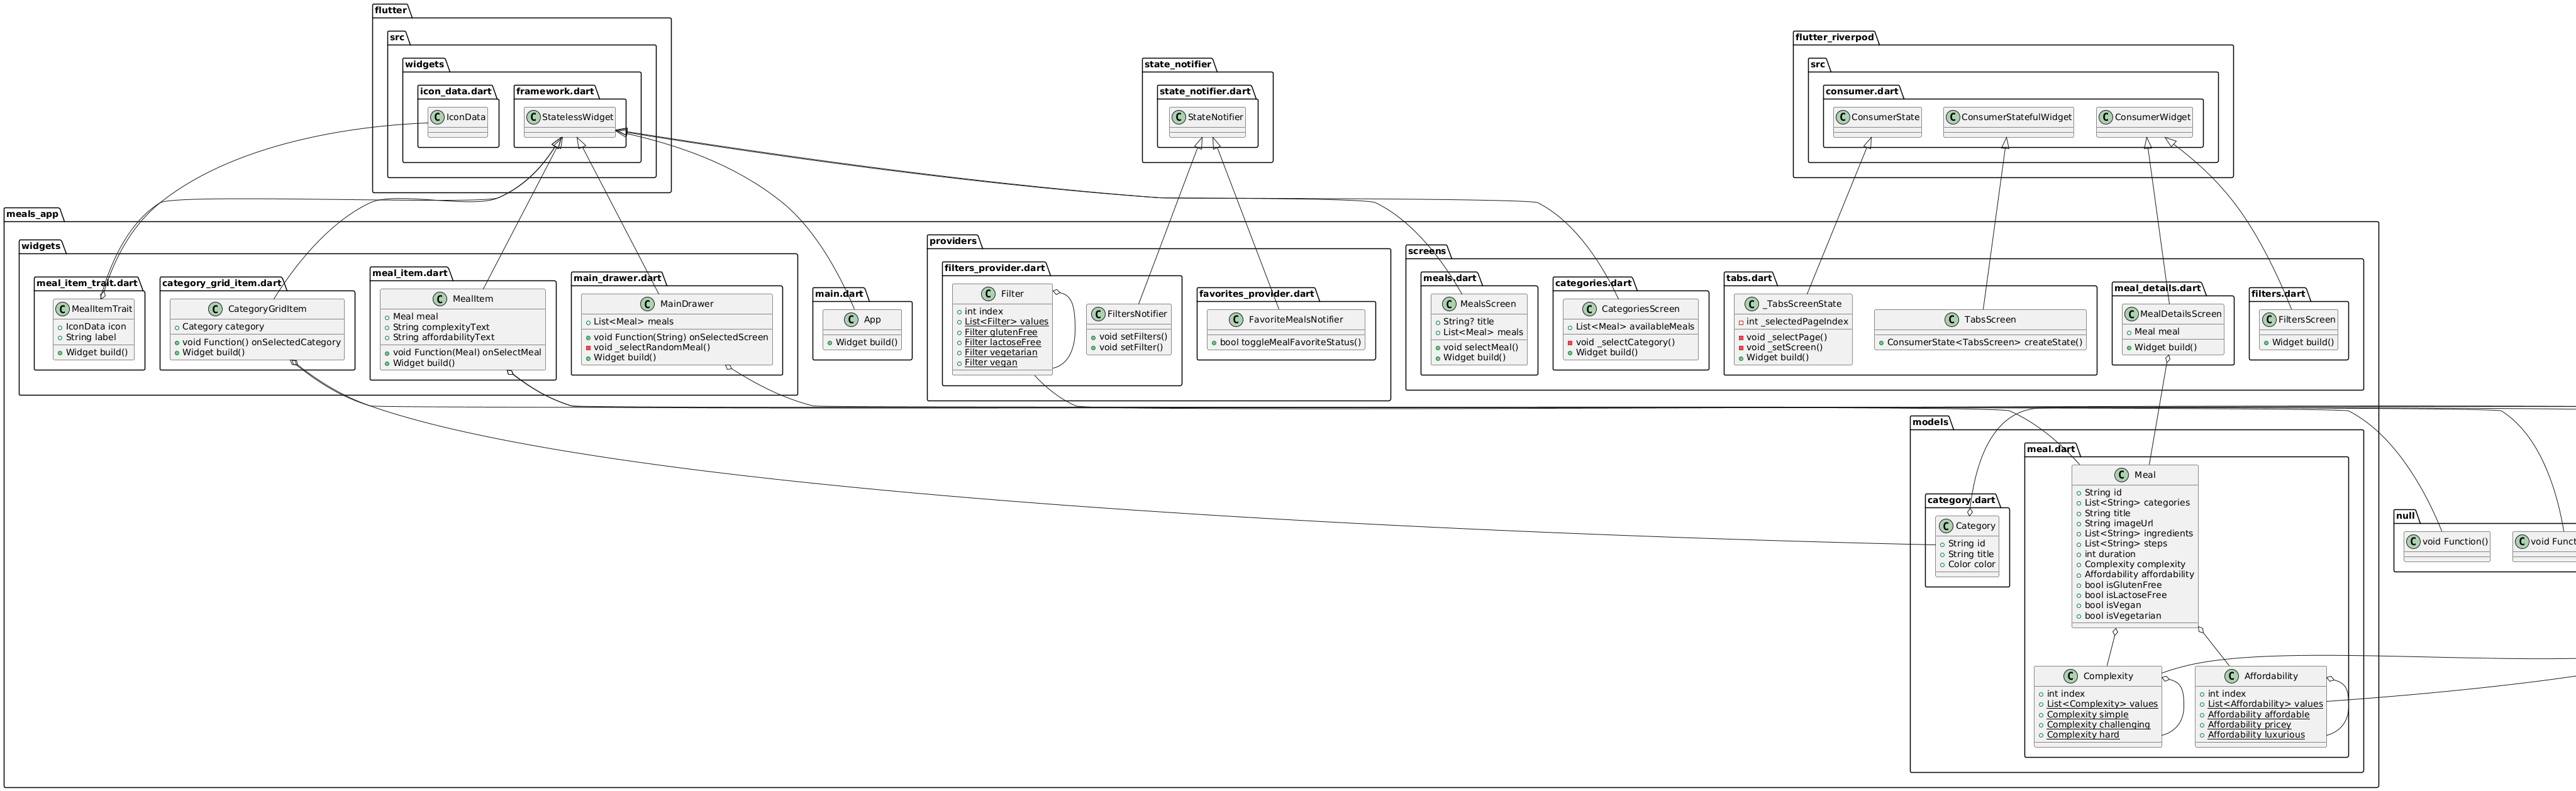 flutter
src
widgets
icon_data.dart
C IconData
framework.dart
C StatelessWidget
state_notifier
state_notifier.dart
C StateNotifier
flutter_riverpod
src
consumer.dart
C ConsumerState
C ConsumerStatefulWidget
C ConsumerWidget
meals_app
widgets
meal_item_trait.dart
C MealItemTrait
IconData icon
String label
Widget build()
category_grid_item.dart
C CategoryGridItem
Category category
void Function() onSelectedCategory
Widget build()
meal_item.dart
C MealItem
Meal meal
String complexityText
String affordabilityText
void Function(Meal) onSelectMeal
Widget build()
main_drawer.dart
C MainDrawer
List<Meal> meals
void Function(String) onSelectedScreen
void _selectRandomMeal()
Widget build()
main.dart
C App
Widget build()
providers
filters_provider.dart
C Filter
int index
List<Filter> values
Filter glutenFree
Filter lactoseFree
Filter vegetarian
Filter vegan
C FiltersNotifier
void setFilters()
void setFilter()
favorites_provider.dart
C FavoriteMealsNotifier
bool toggleMealFavoriteStatus()
screens
meals.dart
C MealsScreen
String? title
List<Meal> meals
void selectMeal()
Widget build()
categories.dart
C CategoriesScreen
List<Meal> availableMeals
void _selectCategory()
Widget build()
tabs.dart
C _TabsScreenState
int _selectedPageIndex
void _selectPage()
void _setScreen()
Widget build()
C TabsScreen
ConsumerState<TabsScreen> createState()
meal_details.dart
C MealDetailsScreen
Meal meal
Widget build()
filters.dart
C FiltersScreen
Widget build()
models
category.dart
C Category
String id
String title
Color color
meal.dart
C Meal
String id
List<String> categories
String title
String imageUrl
List<String> ingredients
List<String> steps
int duration
Complexity complexity
Affordability affordability
bool isGlutenFree
bool isLactoseFree
bool isVegan
bool isVegetarian
C Complexity
int index
List<Complexity> values
Complexity simple
Complexity challenging
Complexity hard
C Affordability
int index
List<Affordability> values
Affordability affordable
Affordability pricey
Affordability luxurious
null
C void Function()
C void Funct